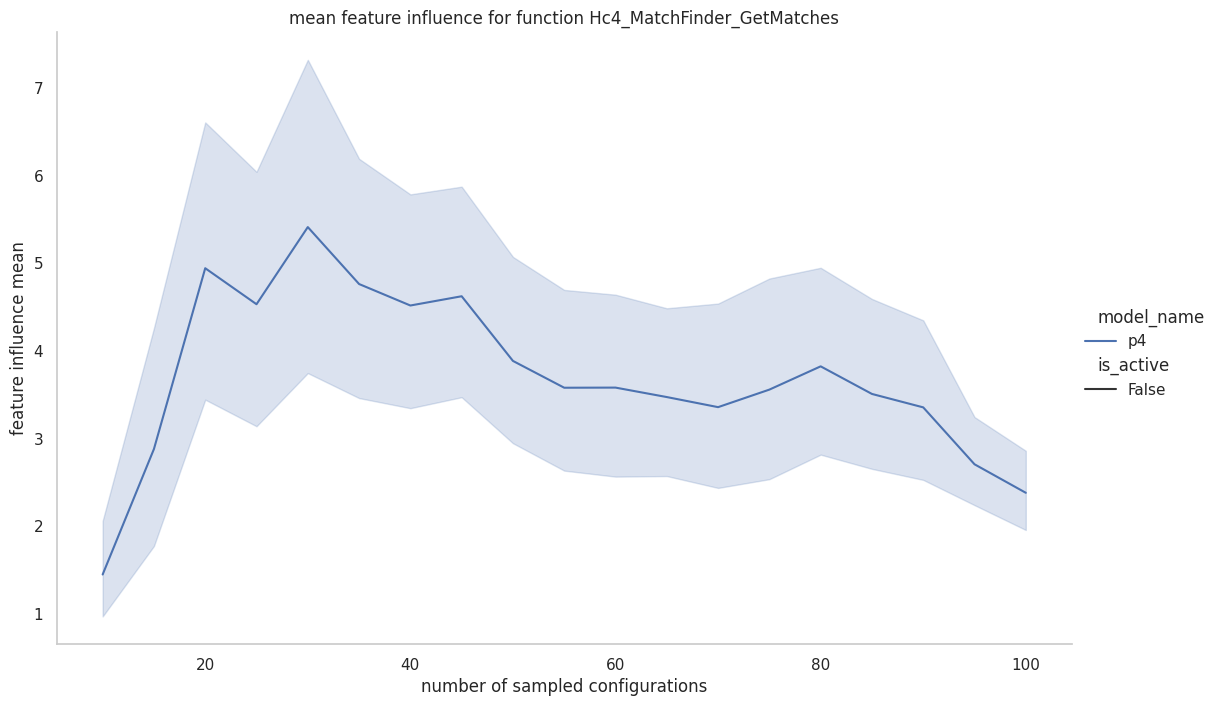 mean feature influence for function Hc4_MatchFinder_GetMatches
feature influence mean
7
6
5
4
3
2
1
20 40 60 80 100
number of sampled configurations
model_name
p4
is_active
False